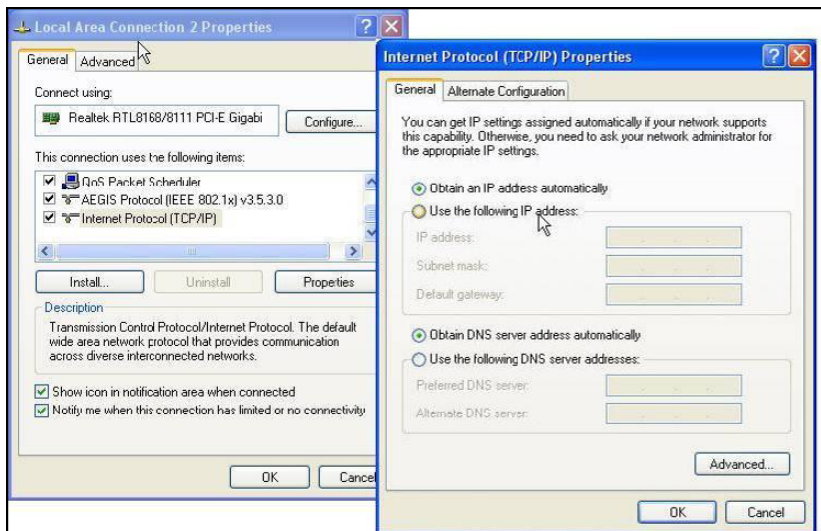 Local Area Connection 2 Properties
General
Advanced
Connect using:
Realtek RTL8168/8111 PCI-E Gigabi
Configure...
This connection uses the following items:
QoS Packet Scheduler
AEGIS Protocol (IEEE 802.1x) v3.5.3.0
Internet Protocol (TCP/IP)
Install...
Uninstall
Properties
Description
Transmission Control Protocol/Internet Protocol. The default
wide area network protocol that provides communication
across diverse interconnected networks.
Show icon in notification area when connected
Notify me when this connection has limited or no connectivity
OK
Cancel
Internet Protocol (TCP/IP) Properties
General
Alternate Configuration
You can get IP settings assigned automatically if your network supports
this capability. Otherwise, you need to ask your network administrator for
the appropriate IP settings.
Obtain an IP address automatically
Use the following IP address:
IP address:
Subnet mask:
Default gateway:
Obtain DNS server address automatically
Use the following DNS server addresses:
Preferred DNS server:
Alternate DNS server:
Advanced...
OK
Cancel